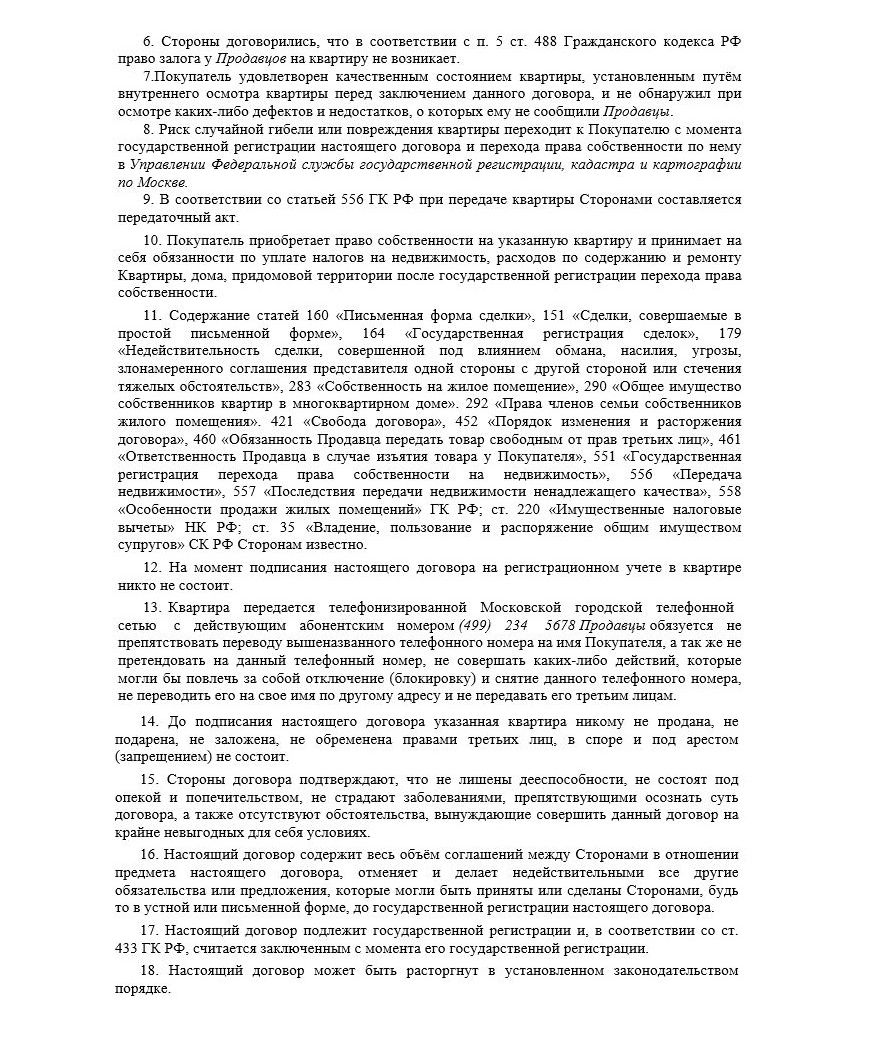 6. Стороны договорились, что в соответствии с п. 5 ст. 488 Гражданского кодекса РФ
право залога у Продавцов на квартиру не возникает.
7.Покупатель удовлетворен качественным состоянием квартиры, установленным путём
внутреннего осмотра квартиры перед заключением данного договора, и не обнаружил при
осмотре каких-либо дефектов и недостатков, о которых ему не сообщили Продавцы.
8. Риск случайной гибели или повреждения квартиры переходит к Покупателю с момента
государственной регистрации настоящего договора и перехода права собственности по нему
в Управлении Федеральной службы государственной регистрации, кадастра и картографии
по Москве.
9. В соответствии со статьей 556 ГК РФ при передаче квартиры Сторонами составляется
передаточный акт.
10. Покупатель приобретает право собственности на указанную квартиру и принимает на
себя обязанности по уплате налогов на недвижимость, расходов по содержанию и ремонту
Квартиры, дома, придомовой территории после государственной регистрации перехода права
собственности.
11. Содержание статей 160 «Письменная форма сделки», 151 «Сделки, совершаемые в
простой письменной форме», 164 «Государственная регистрация сделок», 179
«Недействительность сделки, совершенной под влиянием обмана, насилия, угрозы,
злонамеренного соглашения представителя одной стороны с другой стороной или стечения
тяжелых обстоятельств», 283 «Собственность на жилое помещение», 290 «Общее имущество
собственников квартир в многоквартирном доме». 292 «Права членов семьи собственников
жилого помещения». 421 «Свобода договора», 452 «Порядок изменения и расторжения
договора», 460 «Обязанность Продавца передать товар свободным от прав третьих лиц», 461
«Ответственность Продавца в случае изъятия товара у Покупателя», 551 «Государственная
регистрация перехода права собственности на недвижимость», 556 «Передача
недвижимости», 557 «Последствия передачи недвижимости ненадлежащего качества», 558
«Особенности продажи жилых помещений» ГК РФ; ст. 220 «Имущественные налоговые
вычеты» НК РФ; ст. 35 «Владение, пользование и распоряжение общим имуществом
супругов» СК РФ Сторонам известно.
12. На момент подписания настоящего договора на регистрационном учете в квартире
никто не состоит.
13. Квартира передается телефонизированной Московской городской телефонной
сетью с действующим абонентским номером (499) 234 5678 Продавцы обязуется не
препятствовать переводу вышеназванного телефонного номера на имя Покупателя, а так же не
претендовать на данный телефонный номер, не совершать каких-либо действий, которые
могли бы повлечь за собой отключение (блокировку) и снятие данного телефонного номера,
не переводить его на свое имя по другому адресу и не передавать его третьим лицам.
14. До подписания настоящего договора указанная квартира никому не продана, не
подарена, не заложена, не обременена правами третьих лиц, в споре и под арестом
(запрещением) не состоит.
15. Стороны договора подтверждают, что не лишены дееспособности, не состоят под
опекой и попечительством, не страдают заболеваниями, препятствующими осознать суть
договора, а также отсутствуют обстоятельства, вынуждающие совершить данный договор на
крайне невыгодных для себя условиях.
16. Настоящий договор содержит весь объём соглашений между Сторонами в отношении
предмета настоящего договора, отменяет и делает недействительными все другие
обязательства или предложения, которые могли быть приняты или сделаны Сторонами, будь
то в устной или письменной форме, до государственной регистрации настоящего договора.
17. Настоящий договор подлежит государственной регистрации и, в соответствии со ст.
433 ГК РФ, считается заключенным с момента его государственной регистрации.
18. Настоящий договор может быть расторгнут в установленном законодательством
порядке.